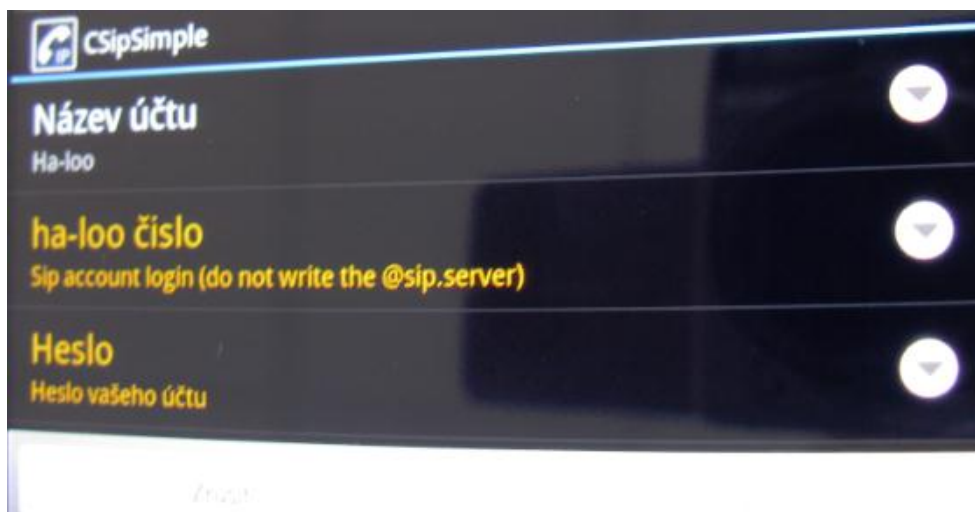 IP
CSipSimple
Název účtu
Ha-loo
ha-loo číslo
Sip account login (do not write the @sip.server)
Heslo
Heslo vašeho účtu